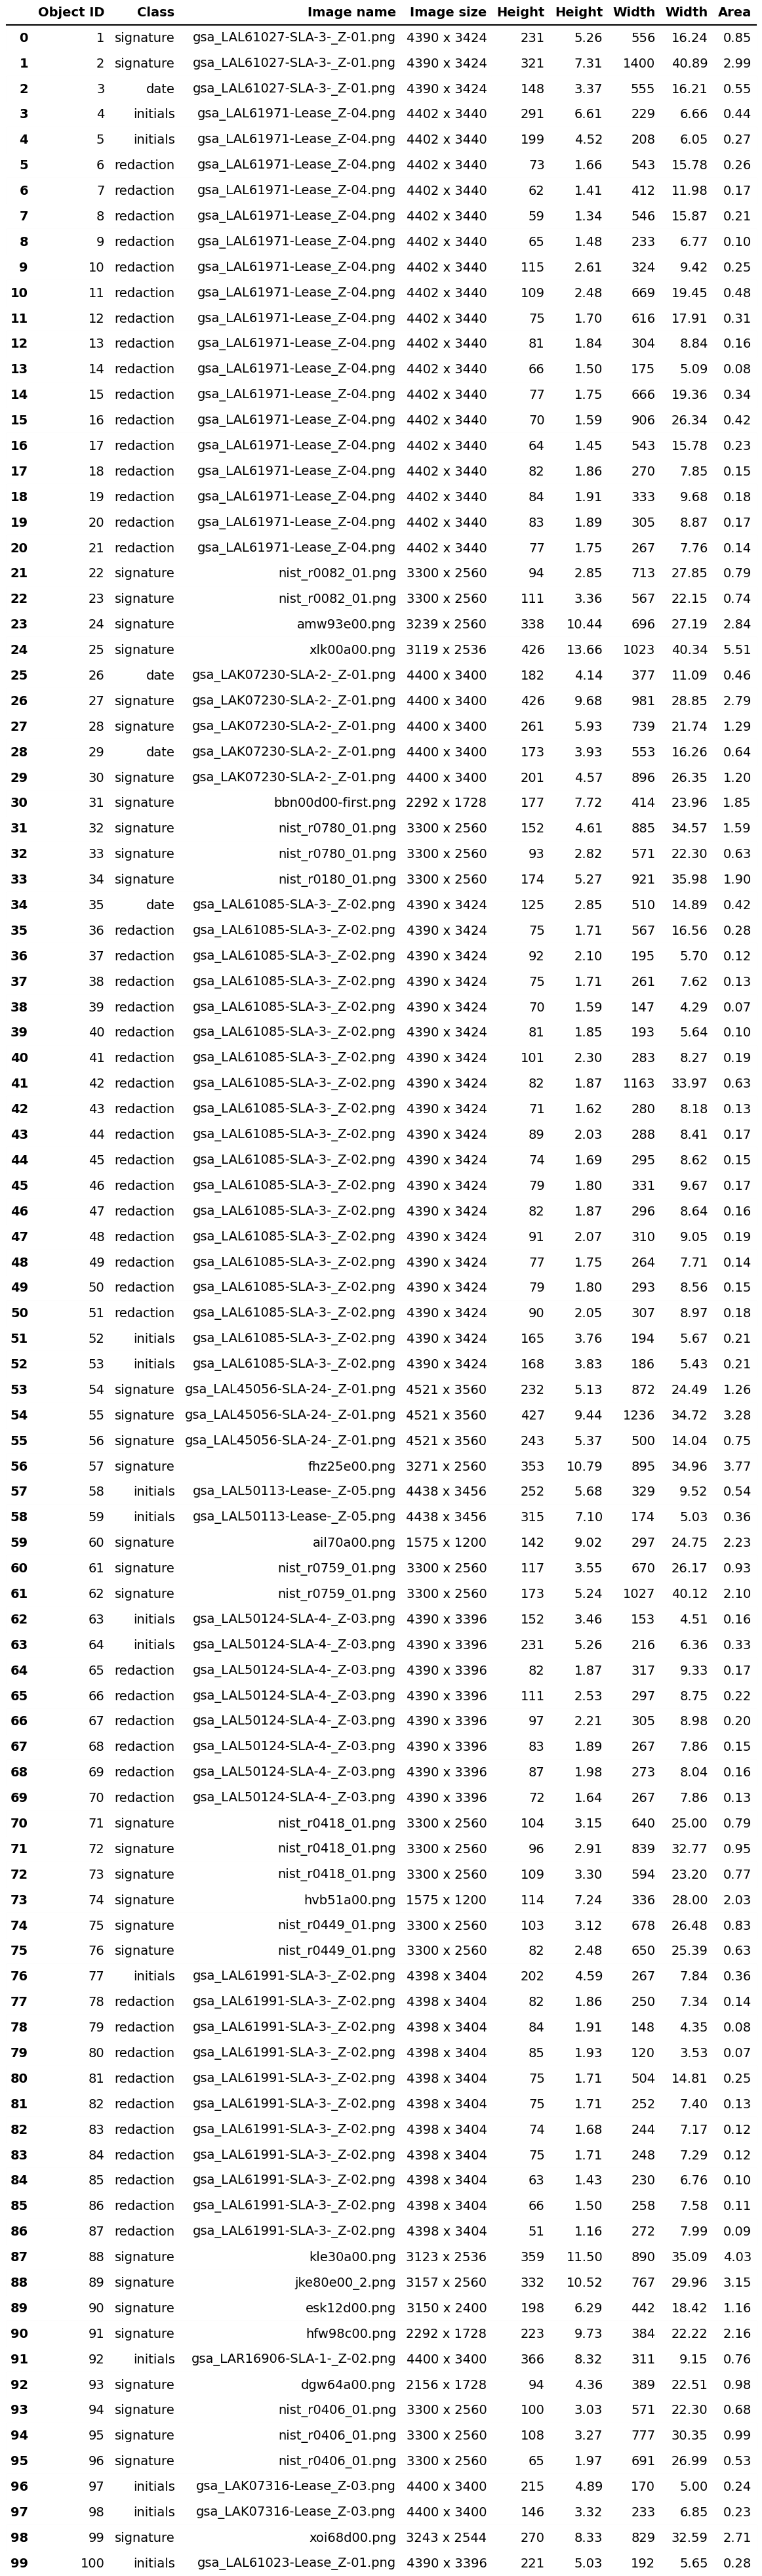 Object ID Class Image name Image size Height Height Width Width Area
0 1 signature gsa_LAL61027-SLA-3-_Z-01.png 4390 x 3424 231 5.26 556 16.24 0.85
1 2 signature gsa_LAL61027-SLA-3-_Z-01.png 4390 x 3424 321 7.31 1400 40.89 2.99
2 3 date gsa_LAL61027-SLA-3-_Z-01.png 4390 x 3424 148 3.37 555 16.21 0.55
3 4 initials gsa_LAL61971-Lease_Z-04.png 4402 x 3440 291 6.61 229 6.66 0.44
4 5 initials gsa_LAL61971-Lease_Z-04.png 4402 x 3440 199 4.52 208 6.05 0.27
5 6 redaction gsa_LAL61971-Lease_Z-04.png 4402 x 3440 73 1.66 543 15.78 0.26
6 7 redaction gsa_LAL61971-Lease_Z-04.png 4402 x 3440 62 1.41 412 11.98 0.17
7 8 redaction gsa_LAL61971-Lease_Z-04.png 4402 x 3440 59 1.34 546 15.87 0.21
8 9 redaction gsa_LAL61971-Lease_Z-04.png 4402 x 3440 65 1.48 233 6.77 0.10
9 10 redaction gsa_LAL61971-Lease_Z-04.png 4402 x 3440 115 2.61 324 9.42 0.25
10 11 redaction gsa_LAL61971-Lease_Z-04.png 4402 x 3440 109 2.48 669 19.45 0.48
11 12 redaction gsa_LAL61971-Lease_Z-04.png 4402 x 3440 75 1.70 616 17.91 0.31
12 13 redaction gsa_LAL61971-Lease_Z-04.png 4402 x 3440 81 1.84 304 8.84 0.16
13 14 redaction gsa_LAL61971-Lease_Z-04.png 4402 x 3440 66 1.50 175 5.09 0.08
14 15 redaction gsa_LAL61971-Lease_Z-04.png 4402 x 3440 77 1.75 666 19.36 0.34
15 16 redaction gsa_LAL61971-Lease_Z-04.png 4402 x 3440 70 1.59 906 26.34 0.42
16 17 redaction gsa_LAL61971-Lease_Z-04.png 4402 x 3440 64 1.45 543 15.78 0.23
17 18 redaction gsa_LAL61971-Lease_Z-04.png 4402 x 3440 82 1.86 270 7.85 0.15
18 19 redaction gsa_LAL61971-Lease_Z-04.png 4402 x 3440 84 1.91 333 9.68 0.18
19 20 redaction gsa_LAL61971-Lease_Z-04.png 4402 x 3440 83 1.89 305 8.87 0.17
20 21 redaction gsa_LAL61971-Lease_Z-04.png 4402 x 3440 77 1.75 267 7.76 0.14
21 22 signature nist_r0082_01.png 3300 x 2560 94 2.85 713 27.85 0.79
22 23 signature nist_r0082_01.png 3300 x 2560 111 3.36 567 22.15 0.74
23 24 signature amw93e00.png 3239 x 2560 338 10.44 696 27.19 2.84
24 25 signature xlk00a00.png 3119 x 2536 426 13.66 1023 40.34 5.51
25 26 date gsa_LAK07230-SLA-2-_Z-01.png 4400 x 3400 182 4.14 377 11.09 0.46
26 27 signature gsa_LAK07230-SLA-2-_Z-01.png 4400 x 3400 426 9.68 981 28.85 2.79
27 28 signature gsa_LAK07230-SLA-2-_Z-01.png 4400 x 3400 261 5.93 739 21.74 1.29
28 29 date gsa_LAK07230-SLA-2-_Z-01.png 4400 x 3400 173 3.93 553 16.26 0.64
29 30 signature gsa_LAK07230-SLA-2-_Z-01.png 4400 x 3400 201 4.57 896 26.35 1.20
30 31 signature bbn00d00-first.png 2292 x 1728 177 7.72 414 23.96 1.85
31 32 signature nist_r0780_01.png 3300 x 2560 152 4.61 885 34.57 1.59
32 33 signature nist_r0780_01.png 3300 x 2560 93 2.82 571 22.30 0.63
33 34 signature nist_r0180_01.png 3300 x 2560 174 5.27 921 35.98 1.90
34 35 date gsa_LAL61085-SLA-3-_Z-02.png 4390 x 3424 125 2.85 510 14.89 0.42
35 36 redaction gsa_LAL61085-SLA-3-_Z-02.png 4390 x 3424 75 1.71 567 16.56 0.28
36 37 redaction gsa_LAL61085-SLA-3-_Z-02.png 4390 x 3424 92 2.10 195 5.70 0.12
37 38 redaction gsa_LAL61085-SLA-3-_Z-02.png 4390 x 3424 75 1.71 261 7.62 0.13
38 39 redaction gsa_LAL61085-SLA-3-_Z-02.png 4390 x 3424 70 1.59 147 4.29 0.07
39 40 redaction gsa_LAL61085-SLA-3-_Z-02.png 4390 x 3424 81 1.85 193 5.64 0.10
40 41 redaction gsa_LAL61085-SLA-3-_Z-02.png 4390 x 3424 101 2.30 283 8.27 0.19
41 42 redaction gsa_LAL61085-SLA-3-_Z-02.png 4390 x 3424 82 1.87 1163 33.97 0.63
42 43 redaction gsa_LAL61085-SLA-3-_Z-02.png 4390 x 3424 71 1.62 280 8.18 0.13
43 44 redaction gsa_LAL61085-SLA-3-_Z-02.png 4390 x 3424 89 2.03 288 8.41 0.17
44 45 redaction gsa_LAL61085-SLA-3-_Z-02.png 4390 x 3424 74 1.69 295 8.62 0.15
45 46 redaction gsa_LAL61085-SLA-3-_Z-02.png 4390 x 3424 79 1.80 331 9.67 0.17
46 47 redaction gsa_LAL61085-SLA-3-_Z-02.png 4390 x 3424 82 1.87 296 8.64 0.16
47 48 redaction gsa_LAL61085-SLA-3-_Z-02.png 4390 x 3424 91 2.07 310 9.05 0.19
48 49 redaction gsa_LAL61085-SLA-3-_Z-02.png 4390 x 3424 77 1.75 264 7.71 0.14
49 50 redaction gsa_LAL61085-SLA-3-_Z-02.png 4390 x 3424 79 1.80 293 8.56 0.15
50 51 redaction gsa_LAL61085-SLA-3-_Z-02.png 4390 x 3424 90 2.05 307 8.97 0.18
51 52 initials gsa_LAL61085-SLA-3-_Z-02.png 4390 x 3424 165 3.76 194 5.67 0.21
52 53 initials gsa_LAL61085-SLA-3-_Z-02.png 4390 x 3424 168 3.83 186 5.43 0.21
53 54 signature gsa_LAL45056-SLA-24-_Z-01.png 4521 x 3560 232 5.13 872 24.49 1.26
54 55 signature gsa_LAL45056-SLA-24-_Z-01.png 4521 x 3560 427 9.44 1236 34.72 3.28
55 56 signature gsa_LAL45056-SLA-24-_Z-01.png 4521 x 3560 243 5.37 500 14.04 0.75
56 57 signature fhz25e00.png 3271 x 2560 353 10.79 895 34.96 3.77
57 58 initials gsa_LAL50113-Lease-_Z-05.png 4438 x 3456 252 5.68 329 9.52 0.54
58 59 initials gsa_LAL50113-Lease-_Z-05.png 4438 x 3456 315 7.10 174 5.03 0.36
59 60 signature ail70a00.png 1575 x 1200 142 9.02 297 24.75 2.23
60 61 signature nist_r0759_01.png 3300 x 2560 117 3.55 670 26.17 0.93
61 62 signature nist_r0759_01.png 3300 x 2560 173 5.24 1027 40.12 2.10
62 63 initials gsa_LAL50124-SLA-4-_Z-03.png 4390 x 3396 152 3.46 153 4.51 0.16
63 64 initials gsa_LAL50124-SLA-4-_Z-03.png 4390 x 3396 231 5.26 216 6.36 0.33
64 65 redaction gsa_LAL50124-SLA-4-_Z-03.png 4390 x 3396 82 1.87 317 9.33 0.17
65 66 redaction gsa_LAL50124-SLA-4-_Z-03.png 4390 x 3396 111 2.53 297 8.75 0.22
66 67 redaction gsa_LAL50124-SLA-4-_Z-03.png 4390 x 3396 97 2.21 305 8.98 0.20
67 68 redaction gsa_LAL50124-SLA-4-_Z-03.png 4390 x 3396 83 1.89 267 7.86 0.15
68 69 redaction gsa_LAL50124-SLA-4-_Z-03.png 4390 x 3396 87 1.98 273 8.04 0.16
69 70 redaction gsa_LAL50124-SLA-4-_Z-03.png 4390 x 3396 72 1.64 267 7.86 0.13
70 71 signature nist_r0418_01.png 3300 x 2560 104 3.15 640 25.00 0.79
71 72 signature nist_r0418_01.png 3300 x 2560 96 2.91 839 32.77 0.95
72 73 signature nist_r0418_01.png 3300 x 2560 109 3.30 594 23.20 0.77
73 74 signature hvb51a00.png 1575 x 1200 114 7.24 336 28.00 2.03
74 75 signature nist_r0449_01.png 3300 x 2560 103 3.12 678 26.48 0.83
75 76 signature nist_r0449_01.png 3300 x 2560 82 2.48 650 25.39 0.63
76 77 initials gsa_LAL61991-SLA-3-_Z-02.png 4398 x 3404 202 4.59 267 7.84 0.36
77 78 redaction gsa_LAL61991-SLA-3-_Z-02.png 4398 x 3404 82 1.86 250 7.34 0.14
78 79 redaction gsa_LAL61991-SLA-3-_Z-02.png 4398 x 3404 84 1.91 148 4.35 0.08
79 80 redaction gsa_LAL61991-SLA-3-_Z-02.png 4398 x 3404 85 1.93 120 3.53 0.07
80 81 redaction gsa_LAL61991-SLA-3-_Z-02.png 4398 x 3404 75 1.71 504 14.81 0.25
81 82 redaction gsa_LAL61991-SLA-3-_Z-02.png 4398 x 3404 75 1.71 252 7.40 0.13
82 83 redaction gsa_LAL61991-SLA-3-_Z-02.png 4398 x 3404 74 1.68 244 7.17 0.12
83 84 redaction gsa_LAL61991-SLA-3-_Z-02.png 4398 x 3404 75 1.71 248 7.29 0.12
84 85 redaction gsa_LAL61991-SLA-3-_Z-02.png 4398 x 3404 63 1.43 230 6.76 0.10
85 86 redaction gsa_LAL61991-SLA-3-_Z-02.png 4398 x 3404 66 1.50 258 7.58 0.11
86 87 redaction gsa_LAL61991-SLA-3-_Z-02.png 4398 x 3404 51 1.16 272 7.99 0.09
87 88 signature kle30a00.png 3123 x 2536 359 11.50 890 35.09 4.03
88 89 signature jke80e00_2.png 3157 x 2560 332 10.52 767 29.96 3.15
89 90 signature esk12d00.png 3150 x 2400 198 6.29 442 18.42 1.16
90 91 signature hfw98c00.png 2292 x 1728 223 9.73 384 22.22 2.16
91 92 initials gsa_LAR16906-SLA-1-_Z-02.png 4400 x 3400 366 8.32 311 9.15 0.76
92 93 signature dgw64a00.png 2156 x 1728 94 4.36 389 22.51 0.98
93 94 signature nist_r0406_01.png 3300 x 2560 100 3.03 571 22.30 0.68
94 95 signature nist_r0406_01.png 3300 x 2560 108 3.27 777 30.35 0.99
95 96 signature nist_r0406_01.png 3300 x 2560 65 1.97 691 26.99 0.53
96 97 initials gsa_LAK07316-Lease_Z-03.png 4400 x 3400 215 4.89 170 5.00 0.24
97 98 initials gsa_LAK07316-Lease_Z-03.png 4400 x 3400 146 3.32 233 6.85 0.23
98 99 signature xoi68d00.png 3243 x 2544 270 8.33 829 32.59 2.71
99 100 initials gsa_LAL61023-Lease_Z-01.png 4390 x 3396 221 5.03 192 5.65 0.28